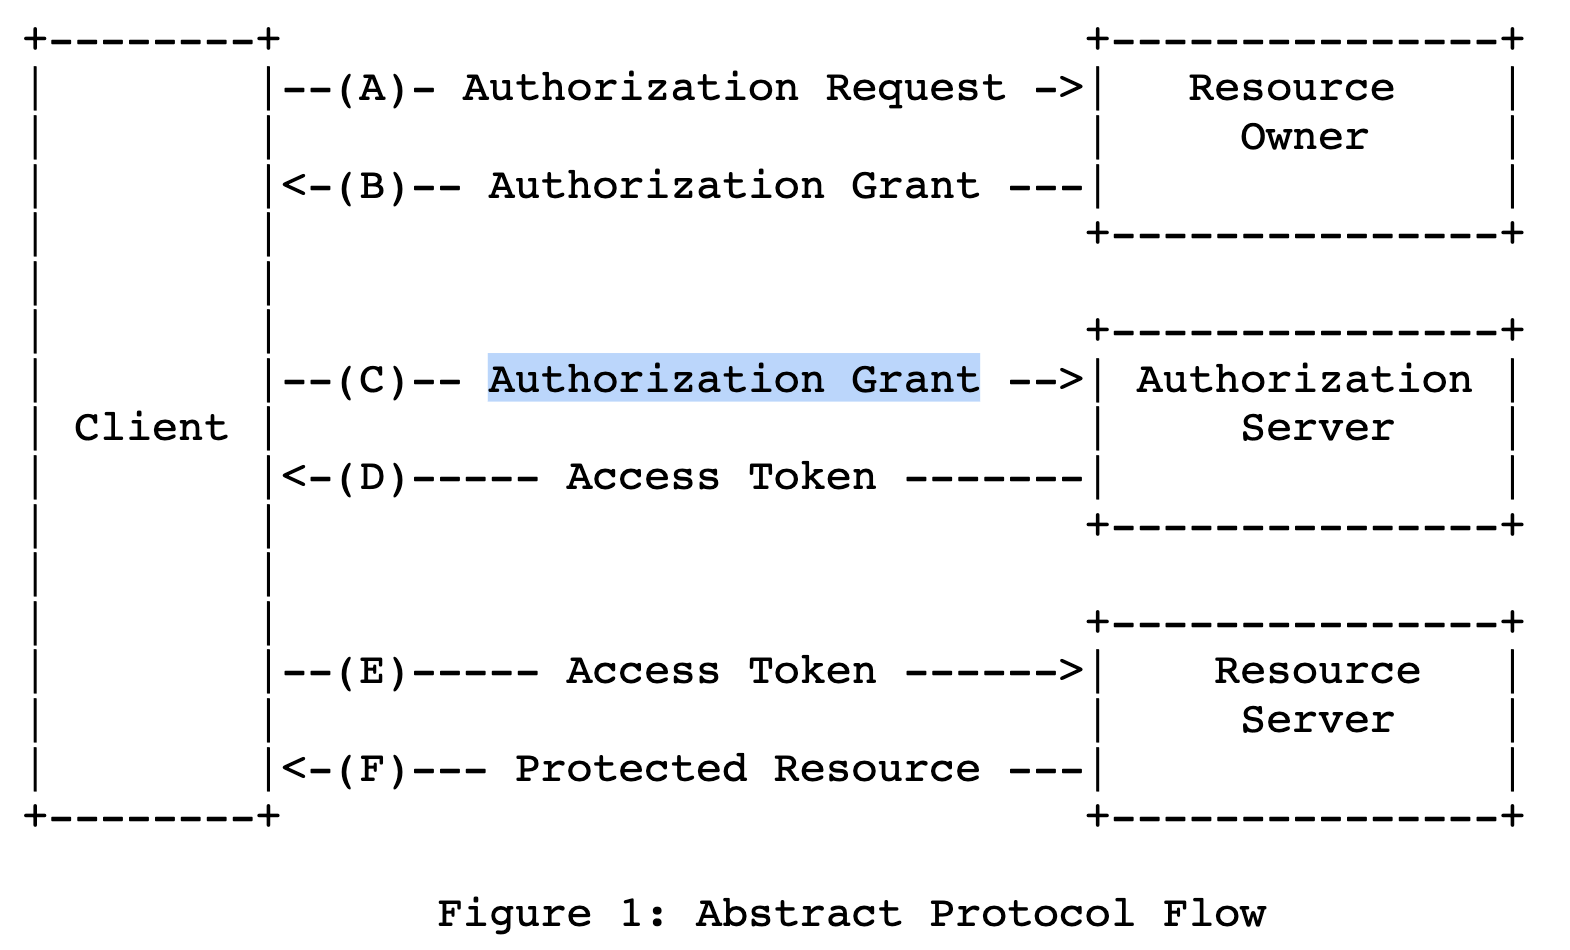 +--------+                               +---------------+
|        |--(A)- Authorization Request ->|   Resource    |
|        |                               |     Owner     |
|        |<-(B)-- Authorization Grant ---|               |
|        |                               +---------------+
|        |
|        |                               +---------------+
|        |--(C)-- Authorization Grant -->| Authorization |
| Client |                               |     Server    |
|        |<-(D)----- Access Token -------|               |
|        |                               +---------------+
|        |
|        |                               +---------------+
|        |--(E)----- Access Token ------>|    Resource   |
|        |                               |     Server    |
|        |<-(F)--- Protected Resource ---|               |
+--------+                               +---------------+

Figure 1: Abstract Protocol Flow